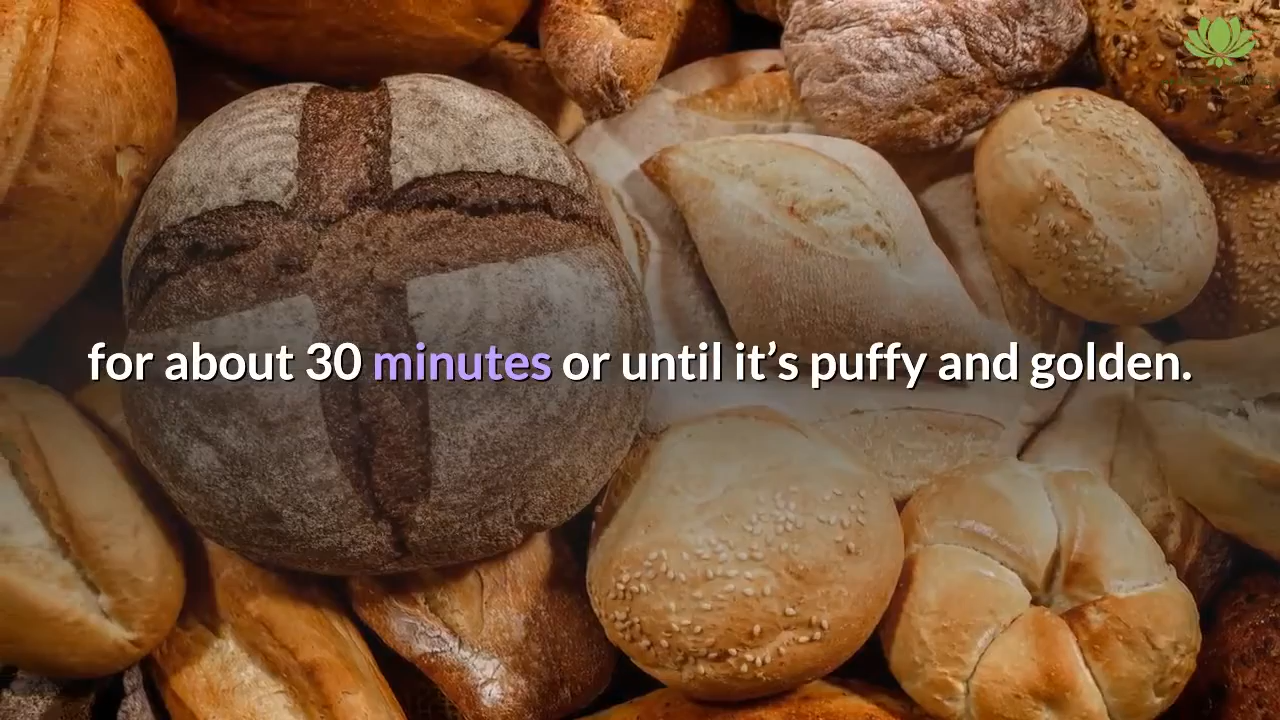 for about 30 minutes or until it’s puffy and golden.